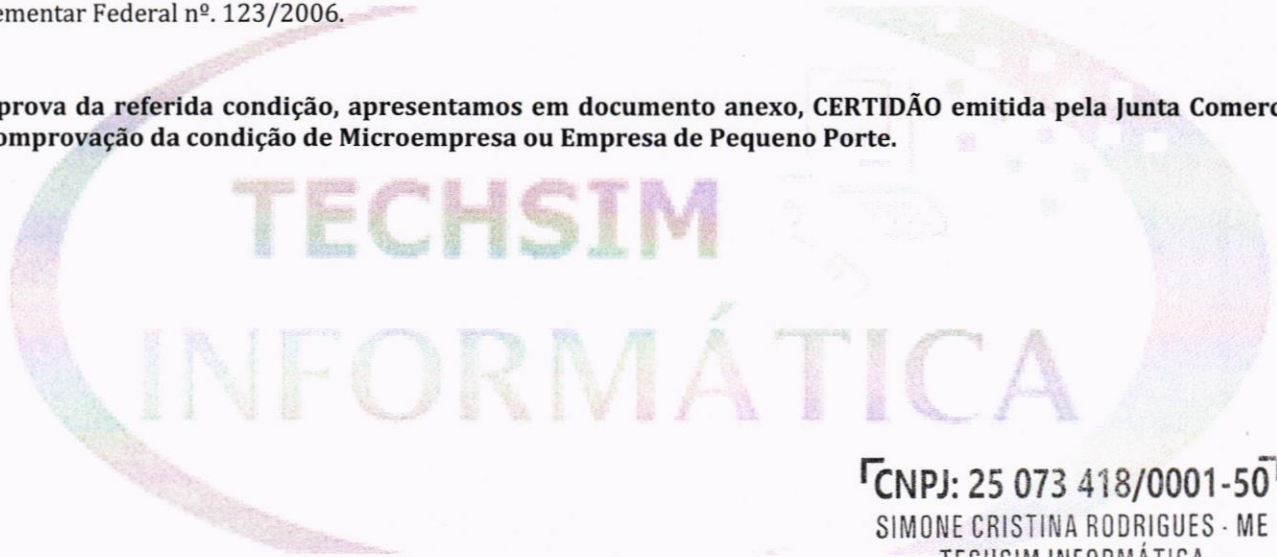 ementar Federal nº. 123/2006.
prova da referida condição, apresentamos em documento anexo, CERTIDÃO emitida pela Junta Comerc
omprovação da condição de Microempresa ou Empresa de Pequeno Porte.
TECHSIM
INFORMÁTICA
CNPJ: 25 073 418/0001-50
SIMONE CRISTINA RODRIGUES - ME
TECHSIM INFORMÁTICA